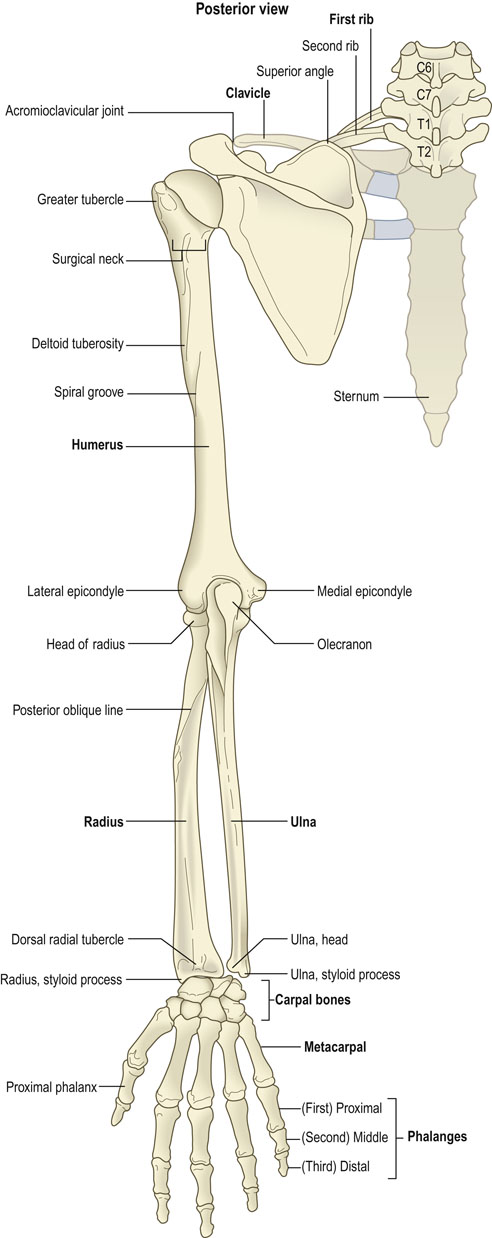 Posterior view
First rib
Second rib
Superior angle
Clavicle
Acromioclavicular joint
C6
C7
T1
T2
Greater tubercle
Surgical neck
Deltoid tuberosity
Spiral groove
Sternum
Humerus
Lateral epicondyle
Medial epicondyle
Head of radius
Olecranon
Posterior oblique line
Radius
Ulna
Dorsal radial tubercle
Ulna, head
Radius, styloid process
Ulna, styloid process
Carpal bones
Metacarpal
Proximal phalanx
(First) Proximal
(Second) Middle
Phalanges
(Third) Distal